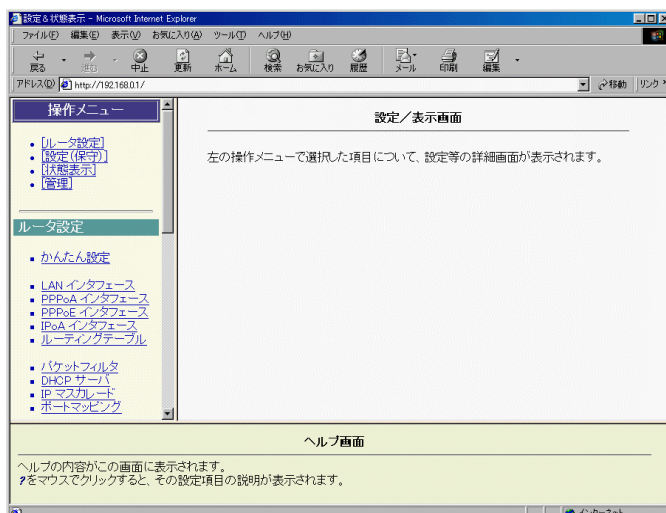 設定＆状態表示 - Microsoft Internet Explorer
ファイル(F) 編集(E) 表示(V) お気に入り(A) ツール(T) ヘルプ(H)
戻る 進む 中止 更新 ホーム 検索 お気に入り 履歴 メール 印刷 編集
アドレス(D) http://192.168.0.1/ 移動 リンク »
操作メニュー
[ルータ設定]
[設定(保守)]
[状態表示]
[管理]
ルータ設定
かんたん設定
LAN インタフェース
PPPoA インタフェース
PPPoE インタフェース
IPoA インタフェース
ルーティングテーブル
パケットフィルタ
DHCP サーバ
IP マスカレード
ポートマッピング
設定／表示画面
左の操作メニューで選択した項目について、設定等の詳細画面が表示されます。
ヘルプ画面
ヘルプの内容がこの画面に表示されます。
?をマウスでクリックすると、その設定項目の説明が表示されます。
インターネット